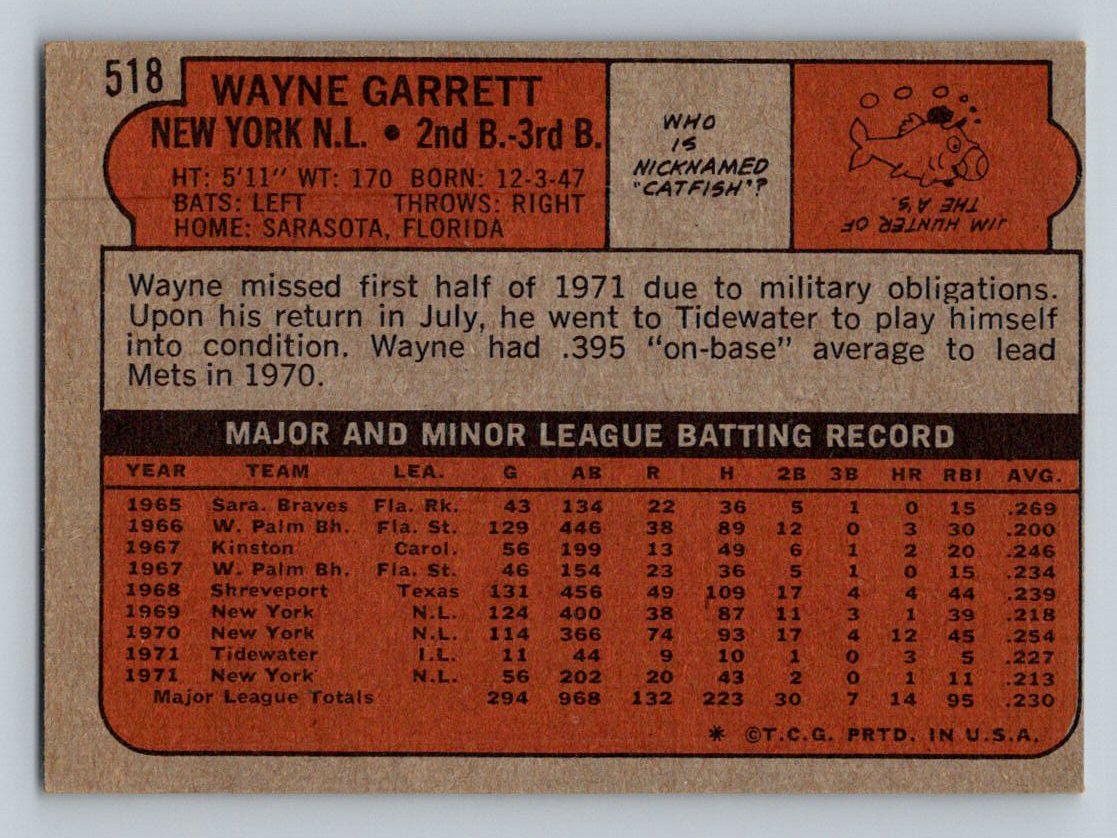 518
WAYNE GARRETT
NEW YORK N.L. • 2nd B.-3rd B.
HT: 5'11" WT: 170 BORN: 12-3-47
BATS: LEFT THROWS: RIGHT
HOME: SARASOTA, FLORIDA
WHO
IS
NICKNAMED
"CATFISH"?
JIM HUNTER OF
THE A'S.
Wayne missed first half of 1971 due to military obligations.
Upon his return in July, he went to Tidewater to play himself
into condition. Wayne had .395 "on-base" average to lead
Mets in 1970.
MAJOR AND MINOR LEAGUE BATTING RECORD
YEAR TEAM LEA. G AB R H 2B 3B HR RBI AVG.
1965 Sara. Braves Fla. Rk. 43 134 22 36 5 1 0 15 .269
1966 W. Palm Bh. Fla. St. 129 446 38 89 12 0 3 30 .200
1967 Kinston Carol. 56 199 13 49 6 1 2 20 .246
1967 W. Palm Bh. Fla. St. 46 154 23 36 5 1 0 15 .234
1968 Shreveport Texas 131 456 49 109 17 4 4 44 .239
1969 New York N.L. 124 400 38 87 11 3 1 39 .218
1970 New York N.L. 114 366 74 93 17 4 12 45 .254
1971 Tidewater I.L. 11 44 9 10 1 0 3 5 .227
1971 New York N.L. 56 202 20 43 2 0 1 11 .213
Major League Totals 294 968 132 223 30 7 14 95 .230
* ©T.C.G. PRTD. IN U.S.A.